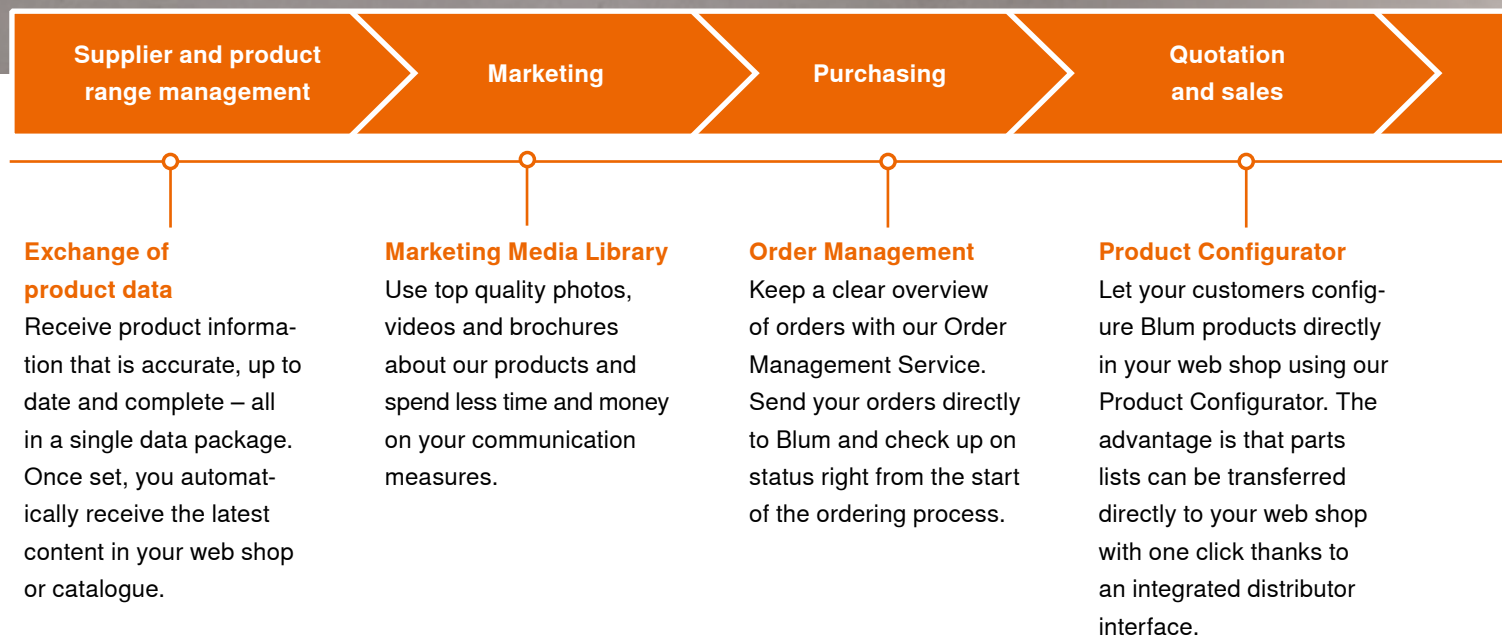 Supplier and product
range management
Marketing
Purchasing
Quotation
and sales
Exchange of
product data
Receive product informa-
tion that is accurate, up to
date and complete – all
in a single data package.
Once set, you automat-
ically receive the latest
content in your web shop
or catalogue.
Marketing Media Library
Use top quality photos,
videos and brochures
about our products and
spend less time and money
on your communication
measures.
Order Management
Keep a clear overview
of orders with our Order
Management Service.
Send your orders directly
to Blum and check up on
status right from the start
of the ordering process.
Product Configurator
Let your customers config-
ure Blum products directly
in your web shop using our
Product Configurator. The
advantage is that parts
lists can be transferred
directly to your web shop
with one click thanks to
an integrated distributor
interface.